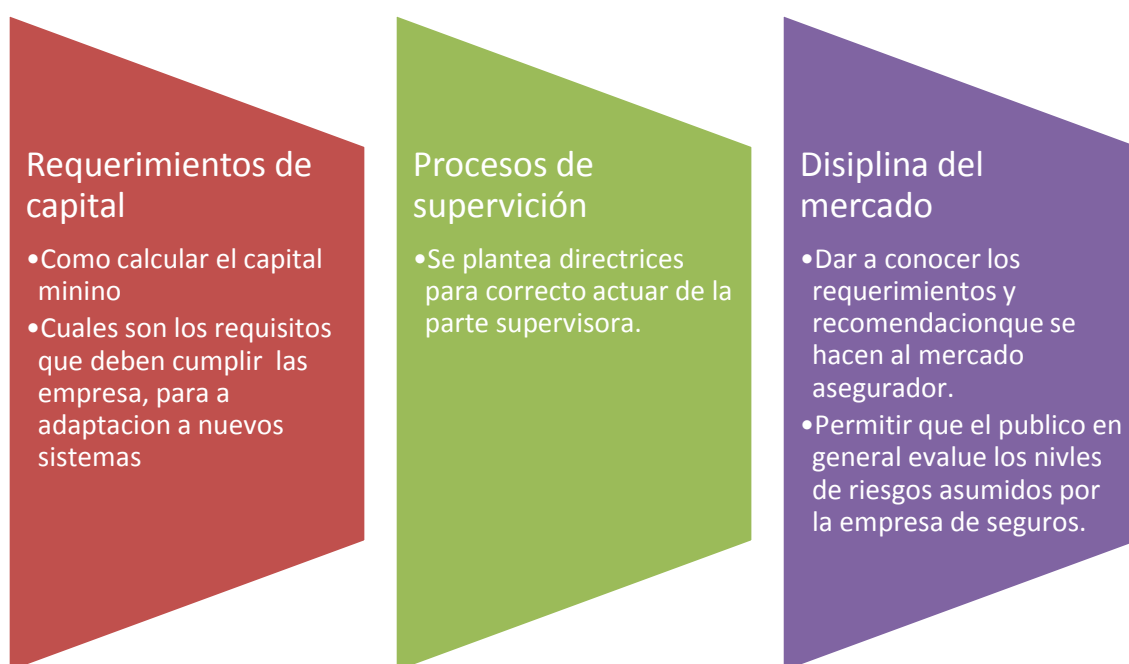 Requerimientos de
capital
•Como calcular el capital
minino
•Cuales son los requisitos
que deben cumplir las
empresa, para a
adaptacion a nuevos
sistemas
Procesos de
supervición
•Se plantea directrices
para correcto actuar de la
parte supervisora.
Disiplina del
mercado
•Dar a conocer los
requerimientos y
recomendacionque se
hacen al mercado
asegurador.
•Permitir que el publico en
general evalue los nivles
de riesgos asumidos por
la empresa de seguros.